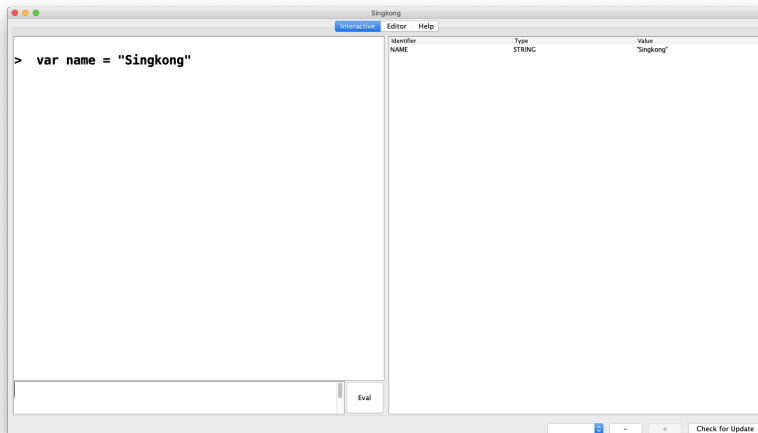 Singkong
Interactive Editor Help
> var name = "Singkong"
Identifier Type Value
NAME STRING "Singkong"
Eval
- + Check for Update